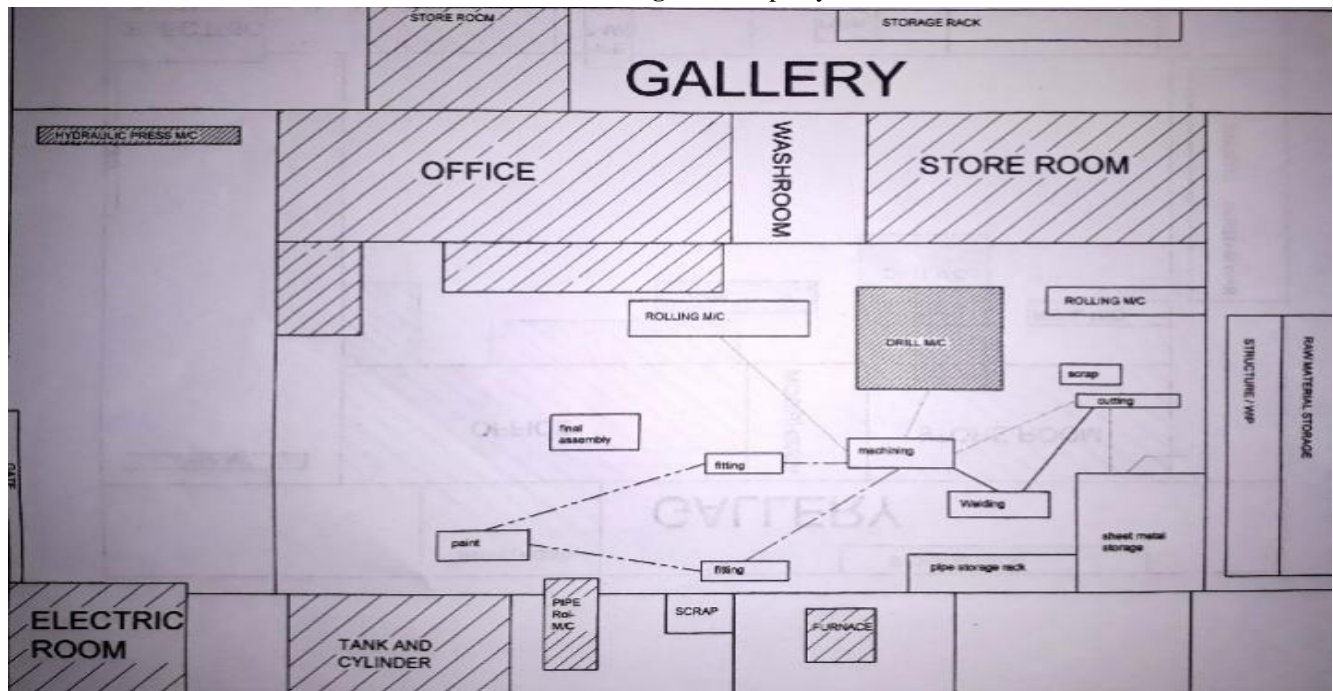 STORE ROOM
STORAGE RACK
GALLERY
HYDRAULIC PRESS M/C
OFFICE
WASHROOM
STORE ROOM
ROLLING M/C
DRILL M/C
ROLLING M/C
scrap
cutting
STRUCTURE / WIP
RAW MATERIAL STORAGE
final
assembly
fitting
machining
Welding
GATE
paint
fitting
pipe storage rack
sheet metal
storage
ELECTRIC
ROOM
TANK AND
CYLINDER
PIPE
Rol-
M/C
SCRAP
FURNACE